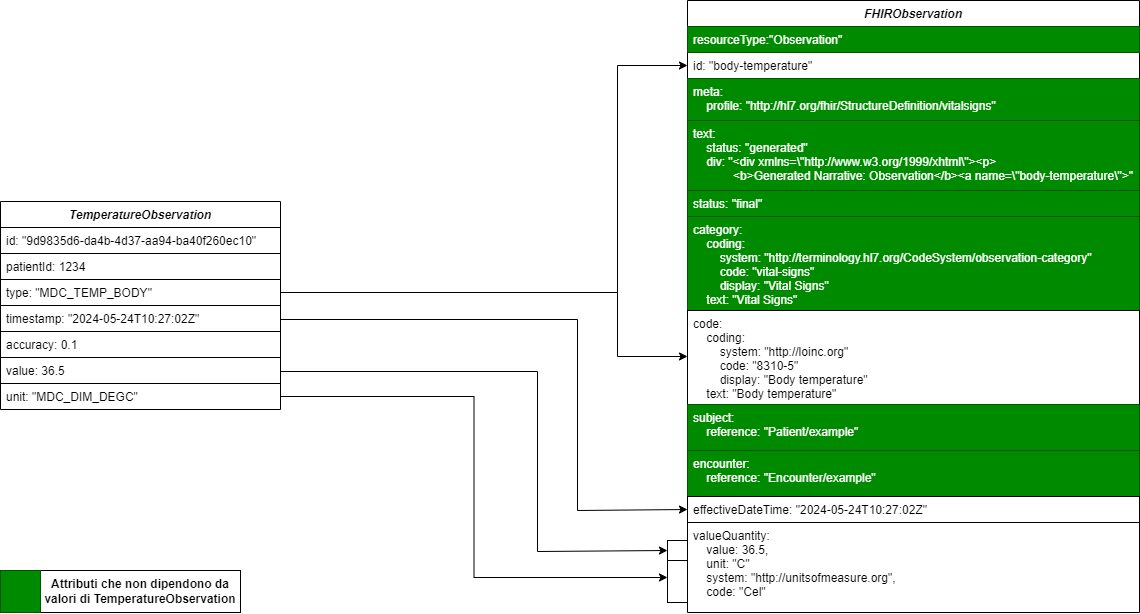 TemperatureObservation
id: "9d9835d6-da4b-4d37-aa94-ba40f260ec10"
patientId: 1234
type: "MDC_TEMP_BODY"
timestamp: "2024-05-24T10:27:02Z"
accuracy: 0.1
value: 36.5
unit: "MDC_DIM_DEGC"
FHIRObservation
resourceType:"Observation"
id: "body-temperature"
meta:
profile: "http://hl7.org/fhir/StructureDefinition/vitalsigns"
text:
status: "generated"
div: "<div xmlns=\"http://www.w3.org/1999/xhtml\"><p>
<b>Generated Narrative: Observation</b><a name=\"body-temperature\">"
status: "final"
category:
coding:
system: "http://terminology.hl7.org/CodeSystem/observation-category"
code: "vital-signs"
display: "Vital Signs"
text: "Vital Signs"
code:
coding:
system: "http://loinc.org"
code: "8310-5"
display: "Body temperature"
text: "Body temperature"
subject:
reference: "Patient/example"
encounter:
reference: "Encounter/example"
effectiveDateTime: "2024-05-24T10:27:02Z"
valueQuantity:
value: 36.5,
unit: "C"
system: "http://unitsofmeasure.org",
code: "Cel"
Attributi che non dipendono da
valori di TemperatureObservation